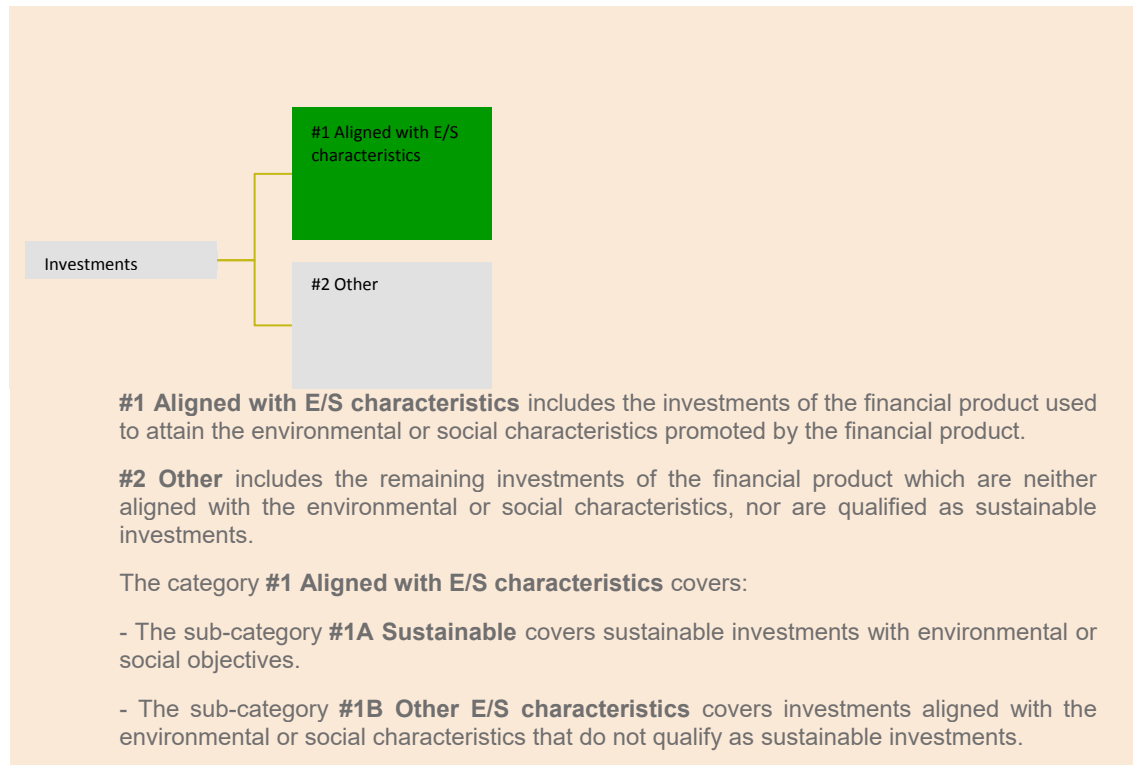 #1 Aligned with E/S
characteristics
Investments
#2 Other
#1 Aligned with E/S characteristics includes the investments of the financial product used
to attain the environmental or social characteristics promoted by the financial product.
#2 Other includes the remaining investments of the financial product which are neither
aligned with the environmental or social characteristics, nor are qualified as sustainable
investments.
The category #1 Aligned with E/S characteristics covers:
- The sub-category #1A Sustainable covers sustainable investments with environmental or
social objectives.
- The sub-category #1B Other E/S characteristics covers investments aligned with the
environmental or social characteristics that do not qualify as sustainable investments.